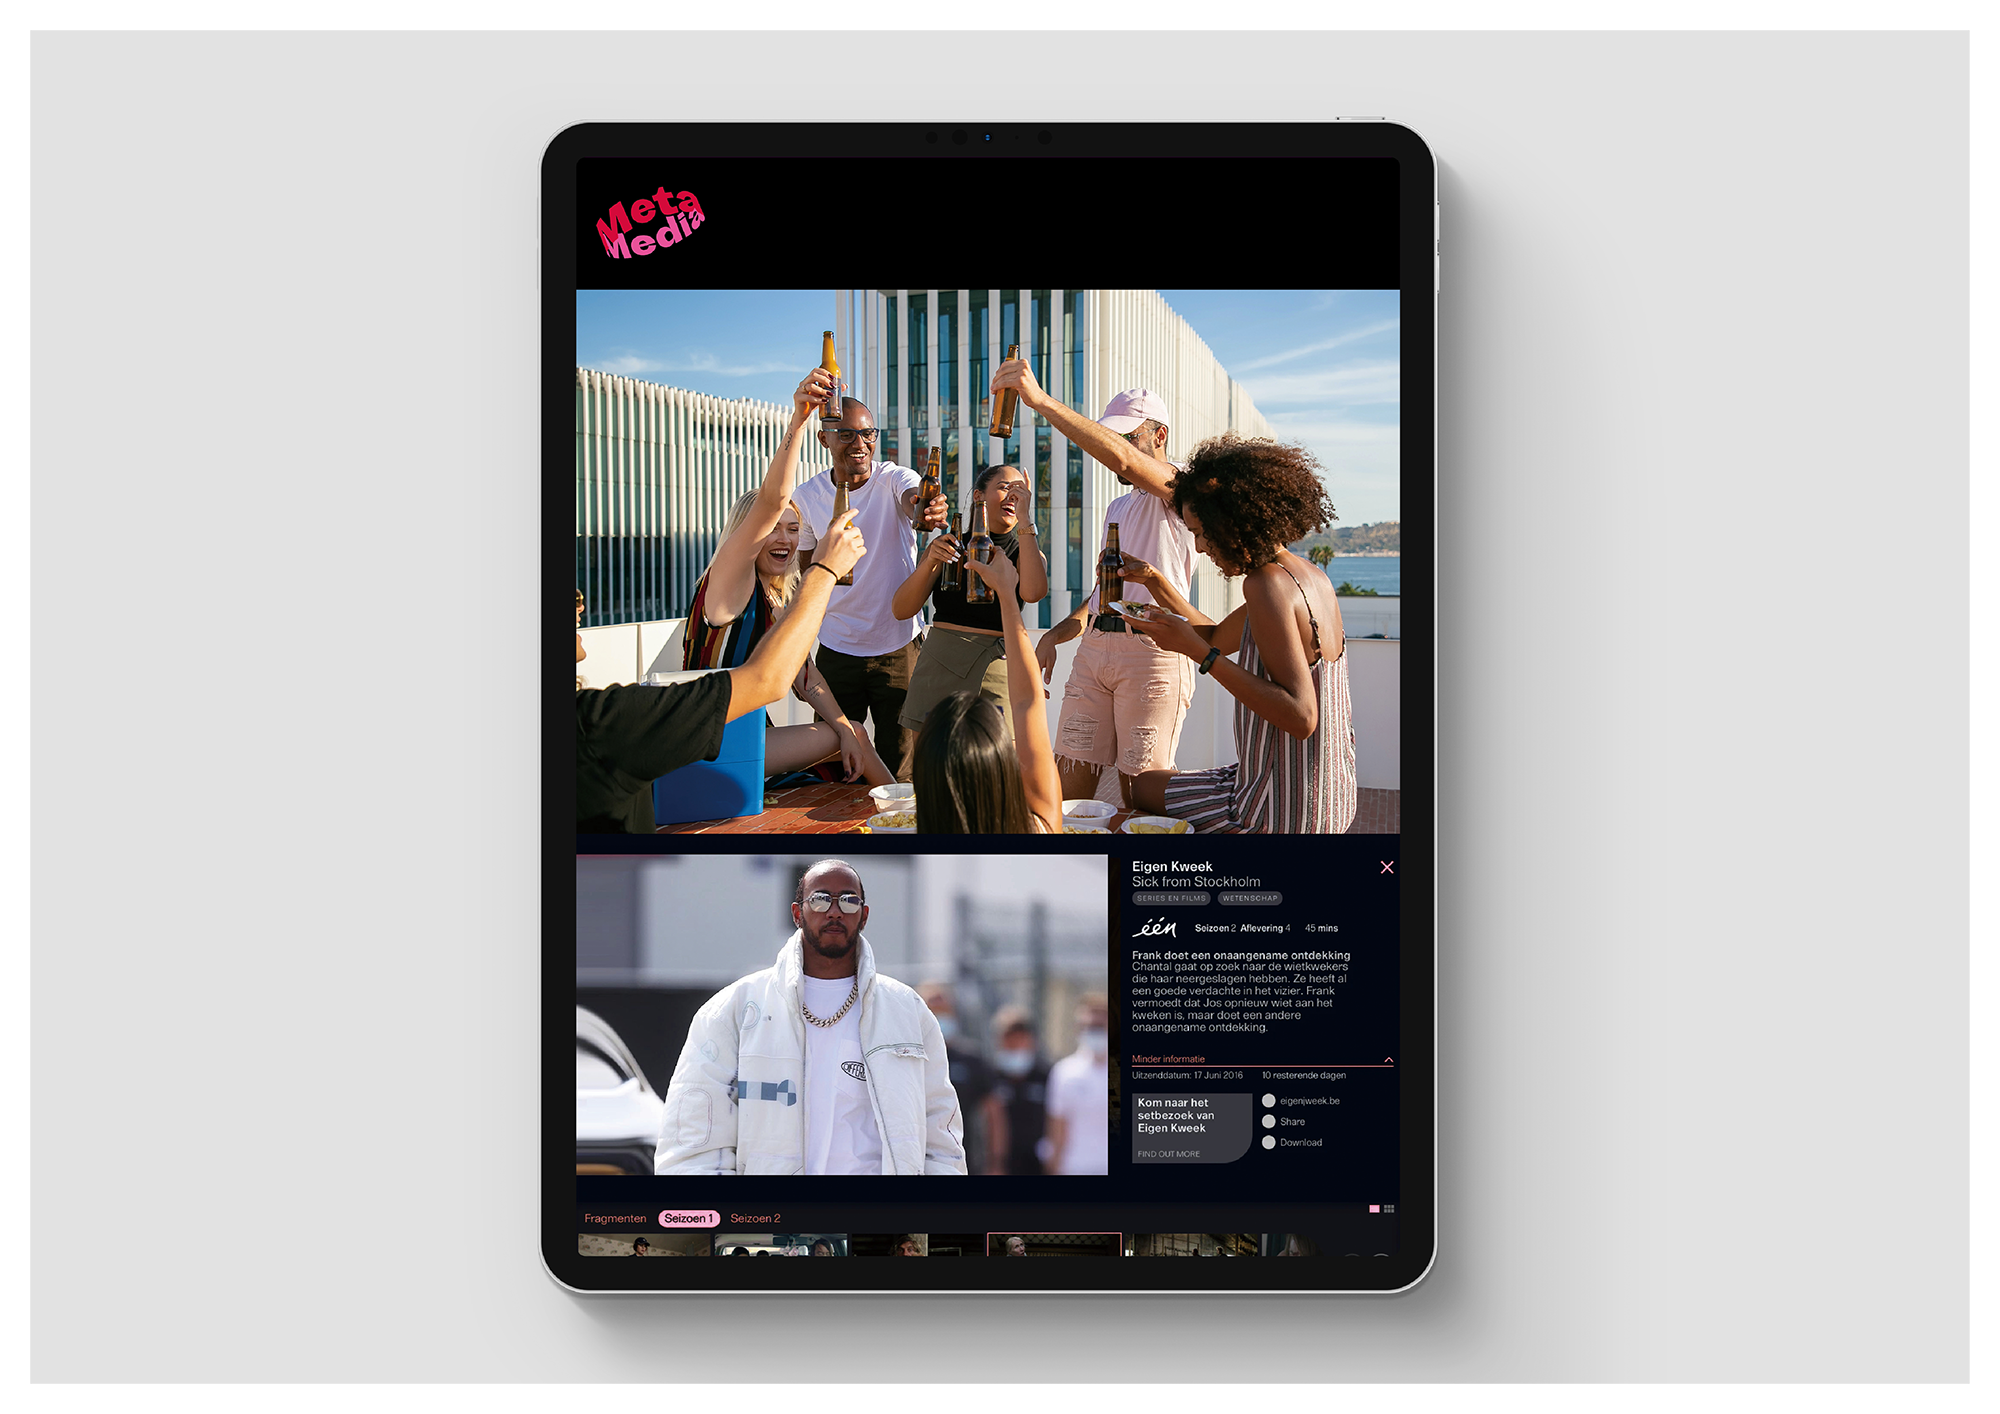 Meta
Media
Eigen Kweek
Sick from Stockholm
SERIES EN FILMS WETENSCHAP
één Seizoen 2 Aflevering 4 45 mins
Frank doet een onaangename ontdekking
Chantal gaat op zoek naar de wietkwekers
die haar neergeslagen hebben. Ze heeft al
een goede verdachte in het vizier. Frank
vermoedt dat Jos opnieuw wiet aan het
kweken is, maar doet een andere
onaangename ontdekking.
Minder informatie
Uitzenddatum: 17 Juni 2016 10 resterende dagen
Kom naar het
setbezoek van
Eigen Kweek
FIND OUT MORE
eigenjweek.be
Share
Download
Fragmenten Seizoen 1 Seizoen 2